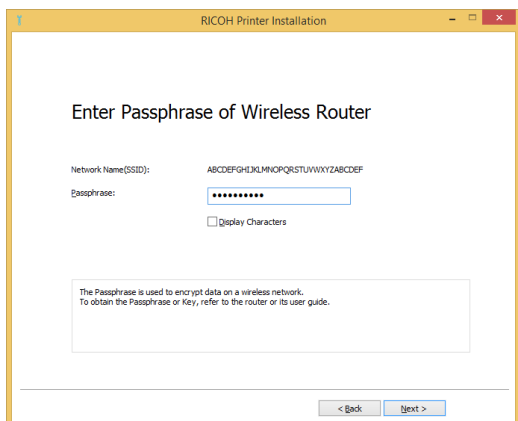 RICOH Printer Installation
Enter Passphrase of Wireless Router
Network Name(SSID): ABCDEFGHIJKLMNOPQRSTUVWXYZABCDEF
Passphrase: ••••••••••
Display Characters
The Passphrase is used to encrypt data on a wireless network.
To obtain the Passphrase or Key, refer to the router or its user guide.
< Back Next >